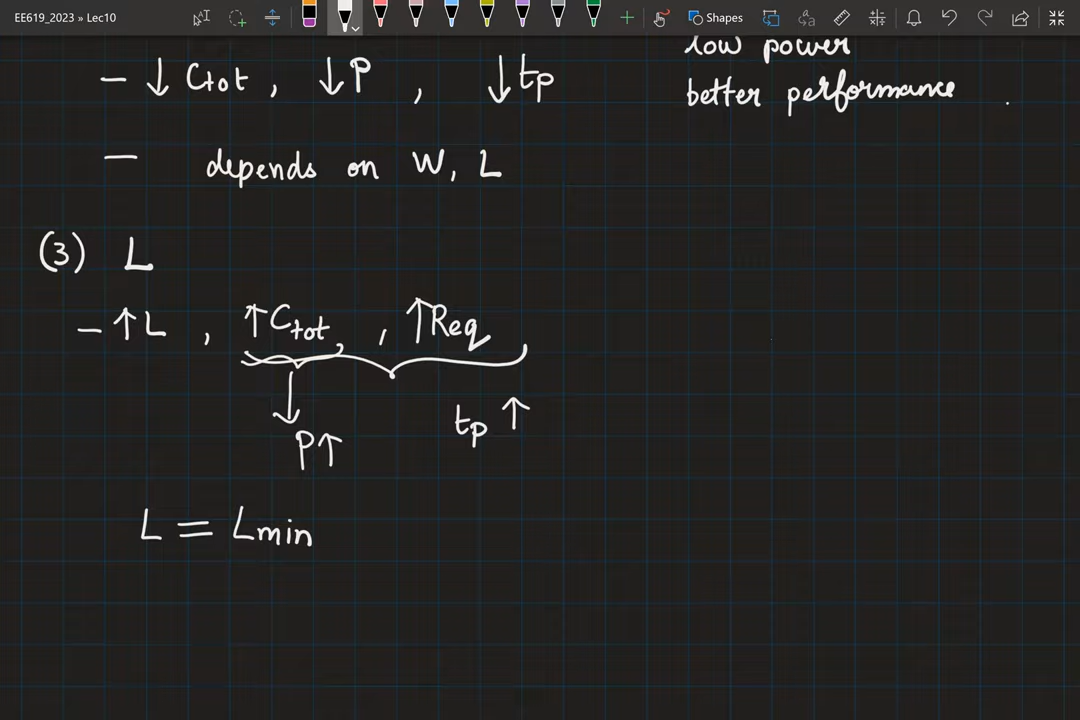 EE619_2023 » Lec10
Shapes
low power
– ↓ Ctot , ↓ P , ↓ tp
better performance .
– depends on W, L
(3) L
– ↑ L , ↑ Ctot , ↑ Req
tp ↑
P ↑
L = Lmin